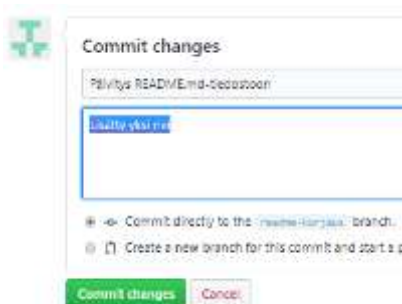 Commit changes
Päivitys README.md-tiedostoon
Lisätty yksi rivi
Commit directly to the readme-korjaus branch.
Create a new branch for this commit and start a
Commit changes
Cancel